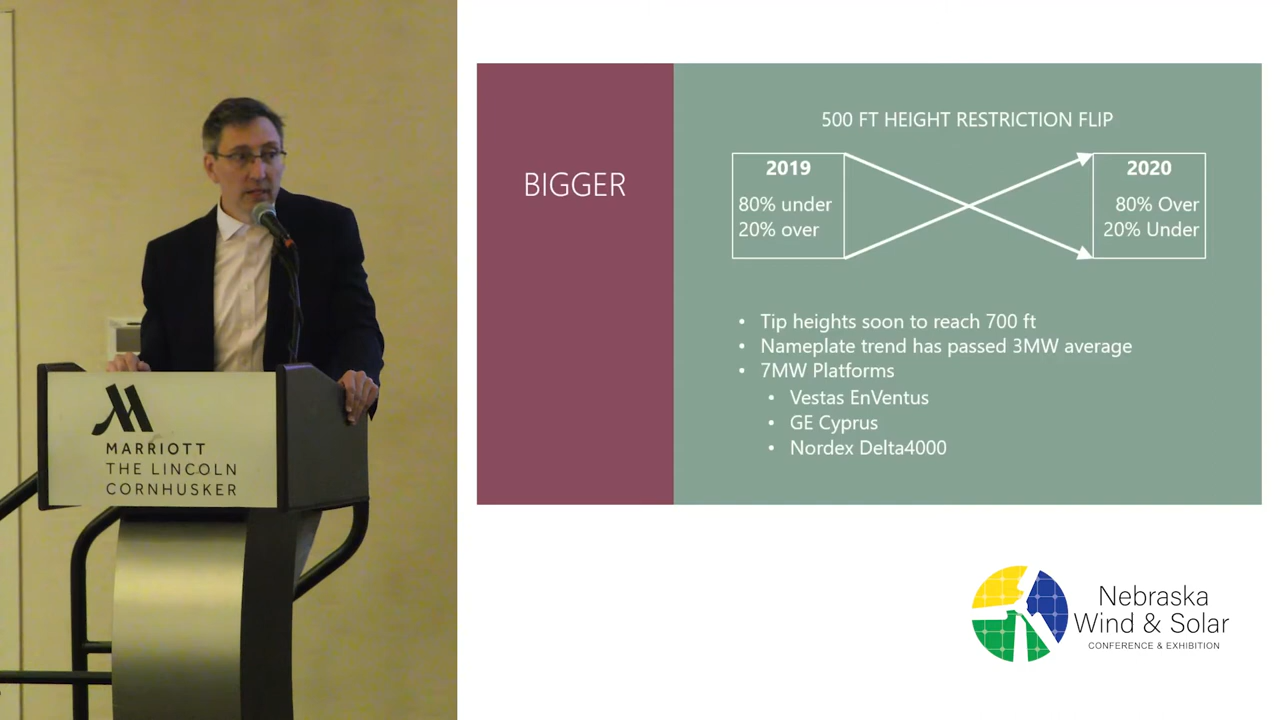 MARRIOTT
THE LINCOLN
CORNHUSKER
BIGGER
500 FT HEIGHT RESTRICTION FLIP
2019
80% under
20% over
2020
80% Over
20% Under
• Tip heights soon to reach 700 ft
• Nameplate trend has passed 3MW average
• 7MW Platforms
• Vestas EnVentus
• GE Cyprus
• Nordex Delta4000
Nebraska
Wind & Solar
CONFERENCE & EXHIBITION